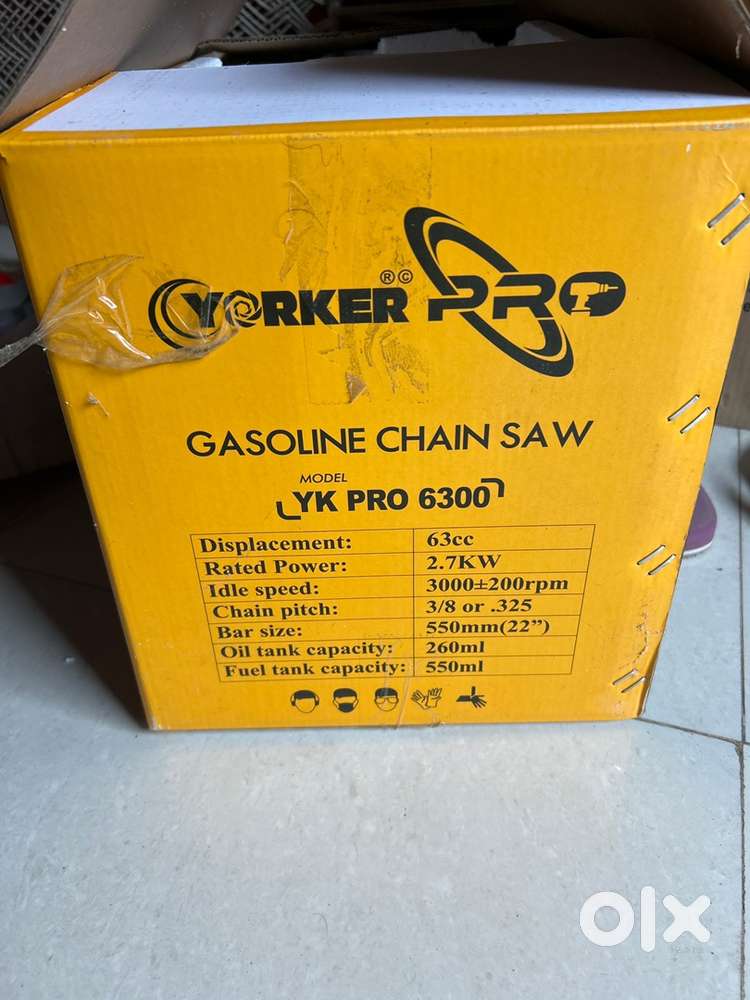 YORKER ®© PRO
GASOLINE CHAIN SAW
MODEL
YK PRO 6300
Displacement: 63cc
Rated Power: 2.7KW
Idle speed: 3000±200rpm
Chain pitch: 3/8 or .325
Bar size: 550mm(22”)
Oil tank capacity: 260ml
Fuel tank capacity: 550ml
olx